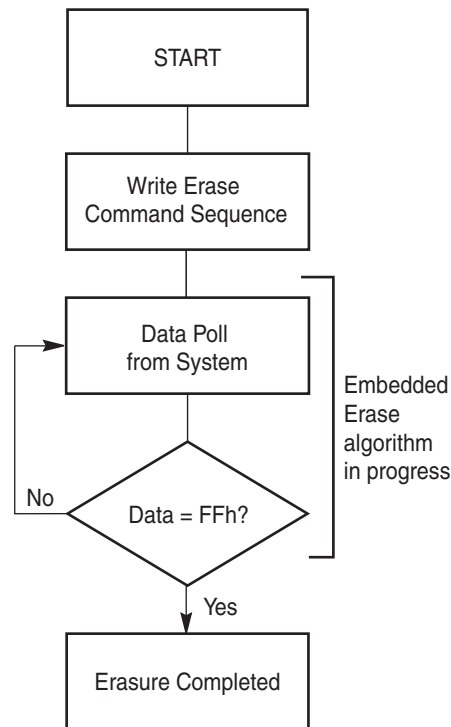 START
Write Erase
Command Sequence
Data Poll
from System
Embedded
Erase
algorithm
in progress
No
Data = FFh?
Yes
Erasure Completed